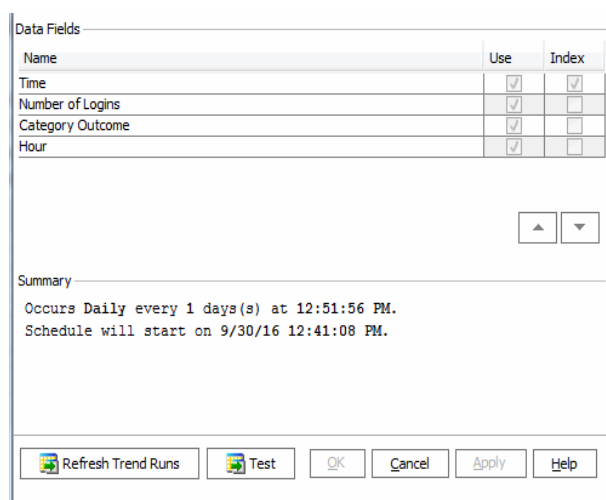 Data Fields
Name Use Index
Time
Number of Logins
Category Outcome
Hour
Summary
Occurs Daily every 1 days(s) at 12:51:56 PM.
Schedule will start on 9/30/16 12:41:08 PM.
Refresh Trend Runs Test OK Cancel Apply Help